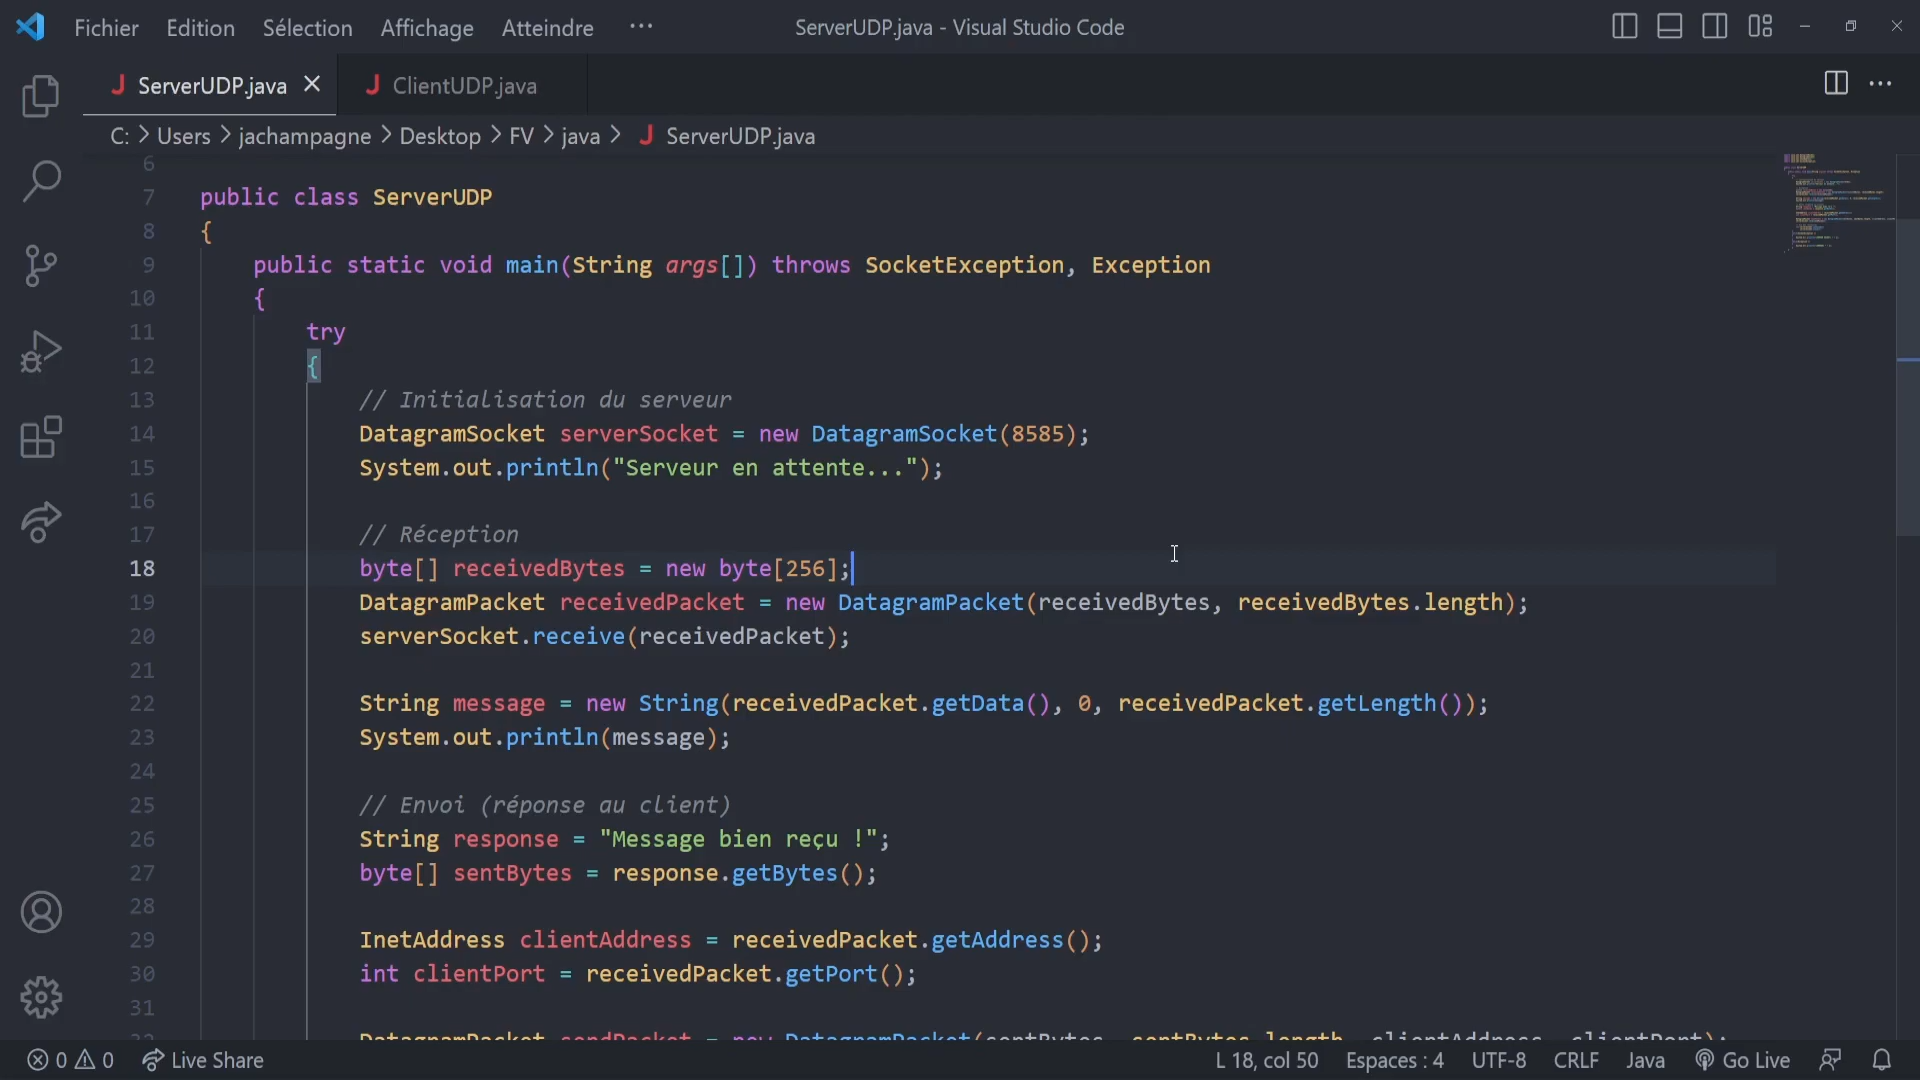 Fichier Edition Sélection Affichage Atteindre ··· ServerUDP.java - Visual Studio Code
ServerUDP.java ClientUDP.java
C: > Users > jachampagne > Desktop > FV > java > ServerUDP.java
6
7 public class ServerUDP
8 {
9 public static void main(String args[]) throws SocketException, Exception
10 {
11 try
12 {
13 // Initialisation du serveur
14 DatagramSocket serverSocket = new DatagramSocket(8585);
15 System.out.println("Serveur en attente...");
16
17 // Réception
18 byte[] receivedBytes = new byte[256];
19 DatagramPacket receivedPacket = new DatagramPacket(receivedBytes, receivedBytes.length);
20 serverSocket.receive(receivedPacket);
21
22 String message = new String(receivedPacket.getData(), 0, receivedPacket.getLength());
23 System.out.println(message);
24
25 // Envoi (réponse au client)
26 String response = "Message bien reçu !";
27 byte[] sentBytes = response.getBytes();
28
29 InetAddress clientAddress = receivedPacket.getAddress();
30 int clientPort = receivedPacket.getPort();
31
32 DatagramPacket sendPacket = new DatagramPacket(sentBytes, sentBytes.length, clientAddress, clientPort);
0 0 Live Share L 18, col 50 Espaces : 4 UTF-8 CRLF Java Go Live